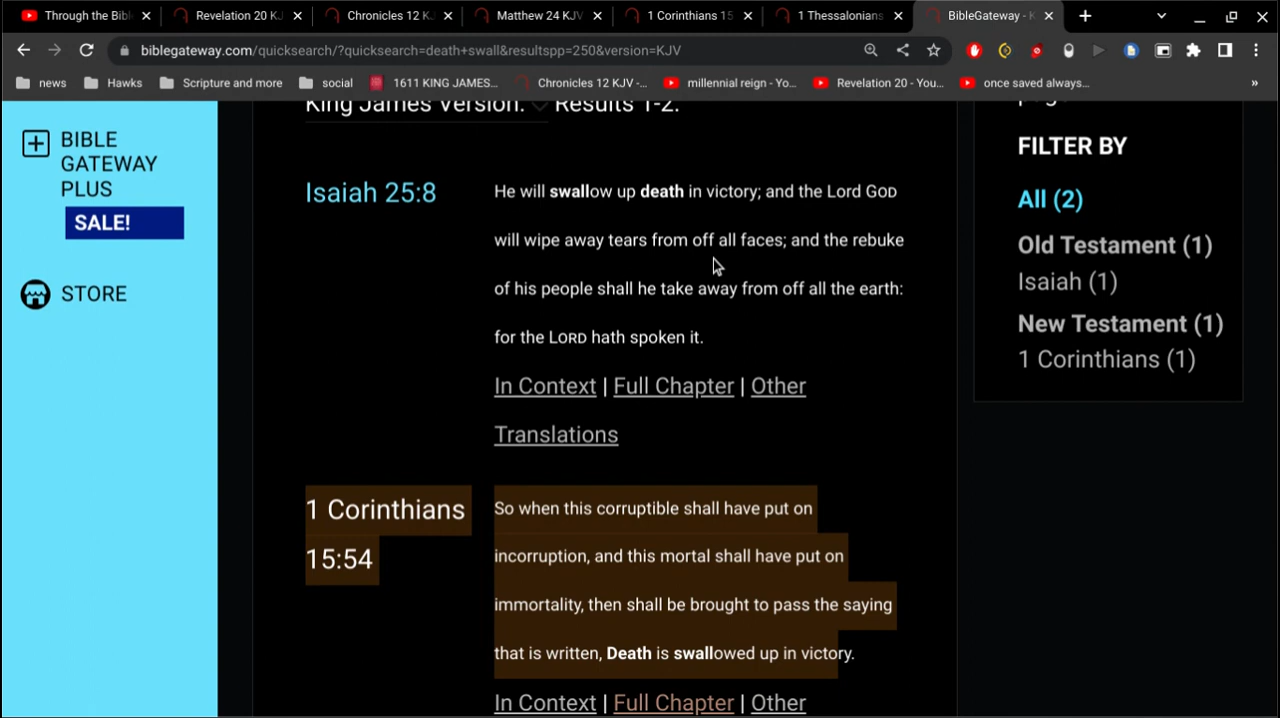 Through the Bibl
Revelation 20 KJ
Chronicles 12 KJ
Matthew 24 KJV
1 Corinthians 15
1 Thessalonians
BibleGateway - K
biblegateway.com/quicksearch/?quicksearch=death+swall&resultspp=250&version=KJV
news
Hawks
Scripture and more
social
1611 KING JAMES...
Chronicles 12 KJV -...
millennial reign - Yo...
Revelation 20 - You...
once saved always...
»
King James Version. Results 1-2.
BIBLE
GATEWAY
PLUS
SALE!
STORE
Isaiah 25:8
He will swallow up death in victory; and the Lord GOD
will wipe away tears from off all faces; and the rebuke
of his people shall he take away from off all the earth:
for the LORD hath spoken it.
In Context | Full Chapter | Other
Translations
1 Corinthians
15:54
So when this corruptible shall have put on
incorruption, and this mortal shall have put on
immortality, then shall be brought to pass the saying
that is written, Death is swallowed up in victory.
In Context | Full Chapter | Other
FILTER BY
All (2)
Old Testament (1)
Isaiah (1)
New Testament (1)
1 Corinthians (1)